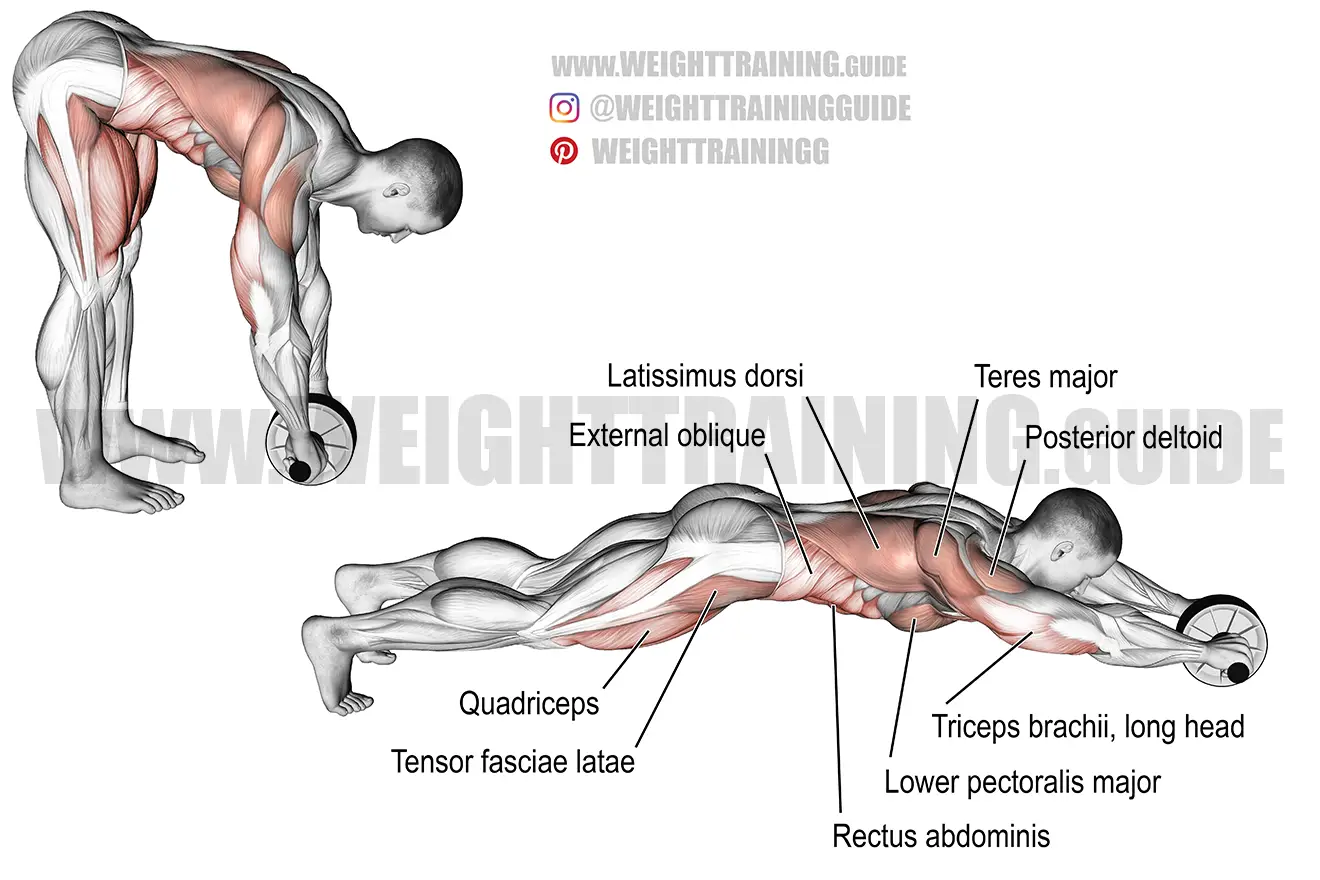 www.WEIGHTTRAINING.GUIDE
@WEIGHTTRAININGGUIDE
WEIGHTTRAININGG
Latissimus dorsi
Teres major
External oblique
Posterior deltoid
WWW.WEIGHTTRAINING.GUIDE
Quadriceps
Triceps brachii, long head
Tensor fasciae latae
Lower pectoralis major
Rectus abdominis